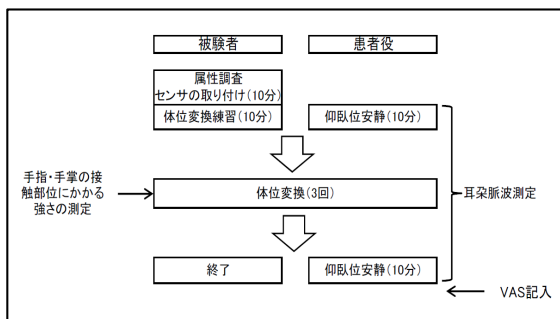 被験者
患者役
属性調査
センサの取り付け(10分)
体位変換練習(10分)
仰臥位安静(10分)
手指・手掌の接
触部位にかかる
強さの測定
体位変換(3回)
耳朶脈波測定
終了
仰臥位安静(10分)
VAS記入